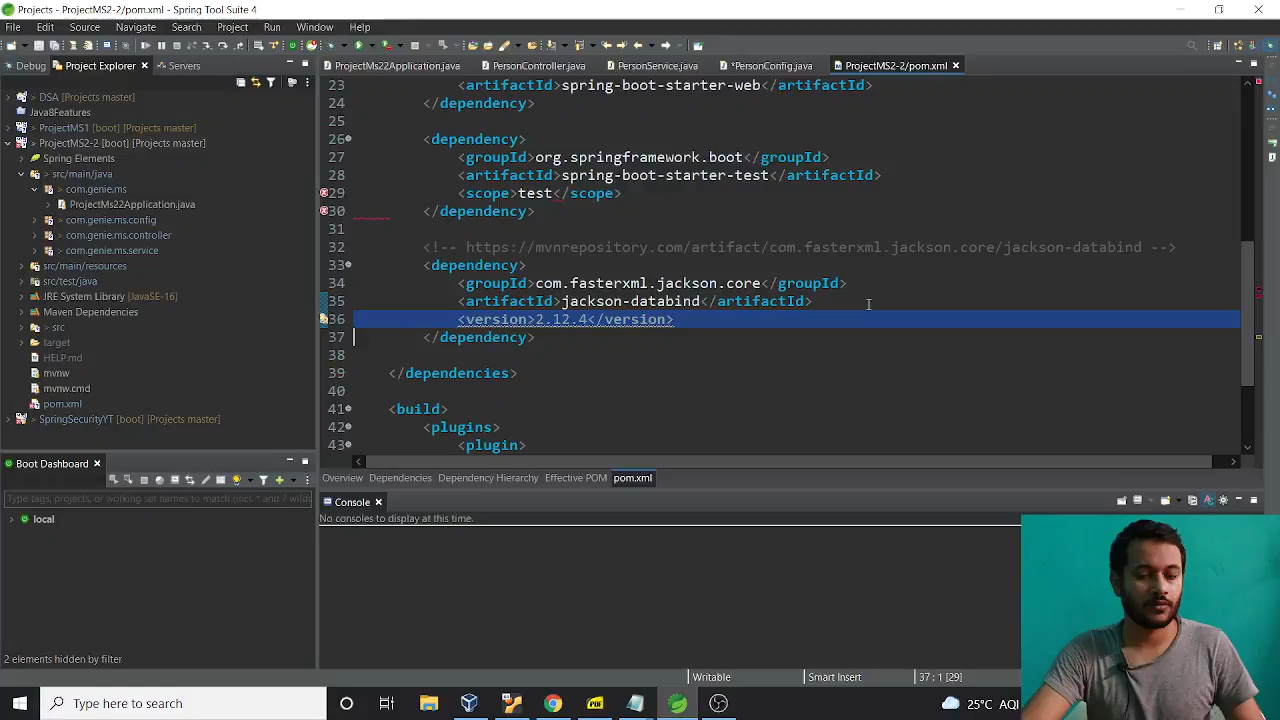 Projects - ProjectMS2-2/pom.xml - Spring Tool Suite 4
File Edit Source Navigate Search Project Run Window Help
Debug Project Explorer Servers
ProjectMs22Application.java PersonController.java PersonService.java *PersonConfig.java ProjectMS2-2/pom.xml
DSA [Projects master]
Java8Features
ProjectMS1 [boot] [Projects master]
ProjectMS2-2 [boot] [Projects master]
Spring Elements
> src/main/java
> com.genie.ms
ProjectMs22Application.java
> com.genie.ms.config
> com.genie.ms.controller
> com.genie.ms.service
src/main/resources
src/test/java
JRE System Library [JavaSE-16]
Maven Dependencies
> src
> target
HELP.md
mvnw
mvnw.cmd
pom.xml
> SpringSecurityYT [boot] [Projects master]
23 <artifactId>spring-boot-starter-web</artifactId>
24 </dependency>
25
26 <dependency>
27 <groupId>org.springframework.boot</groupId>
28 <artifactId>spring-boot-starter-test</artifactId>
29 <scope>test</scope>
30 </dependency>
31
32 <!-- https://mvnrepository.com/artifact/com.fasterxml.jackson.core/jackson-databind -->
33 <dependency>
34 <groupId>com.fasterxml.jackson.core</groupId>
35 <artifactId>jackson-databind</artifactId>
36 <version>2.12.4</version>
37 </dependency>
38
39 </dependencies>
40
41 <build>
42 <plugins>
43 <plugin>
Overview Dependencies Dependency Hierarchy Effective POM pom.xml
Boot Dashboard
Type tags, projects, or working set names to match (incl. * and ? wild
local
2 elements hidden by filter
Console
No consoles to display at this time.
Writable Smart Insert 37 : 1 [29]
Type here to search
25°C AQI